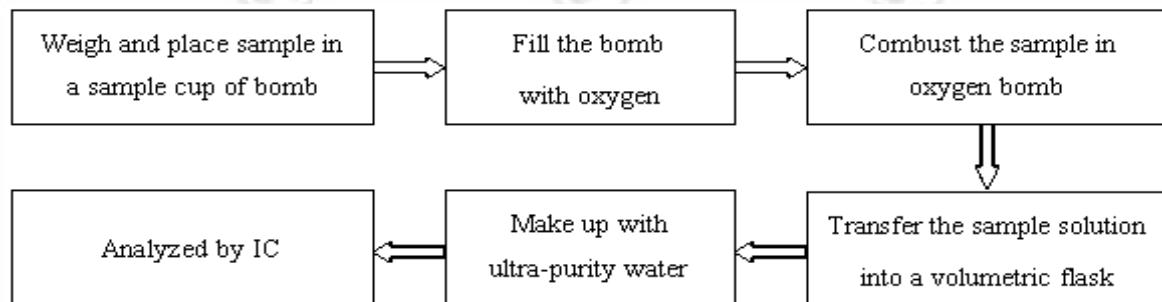 Weigh and place sample in
a sample cup of bomb
Fill the bomb
with oxygen
Combust the sample in
oxygen bomb
Transfer the sample solution
into a volumetric flask
Make up with
ultra-purity water
Analyzed by IC